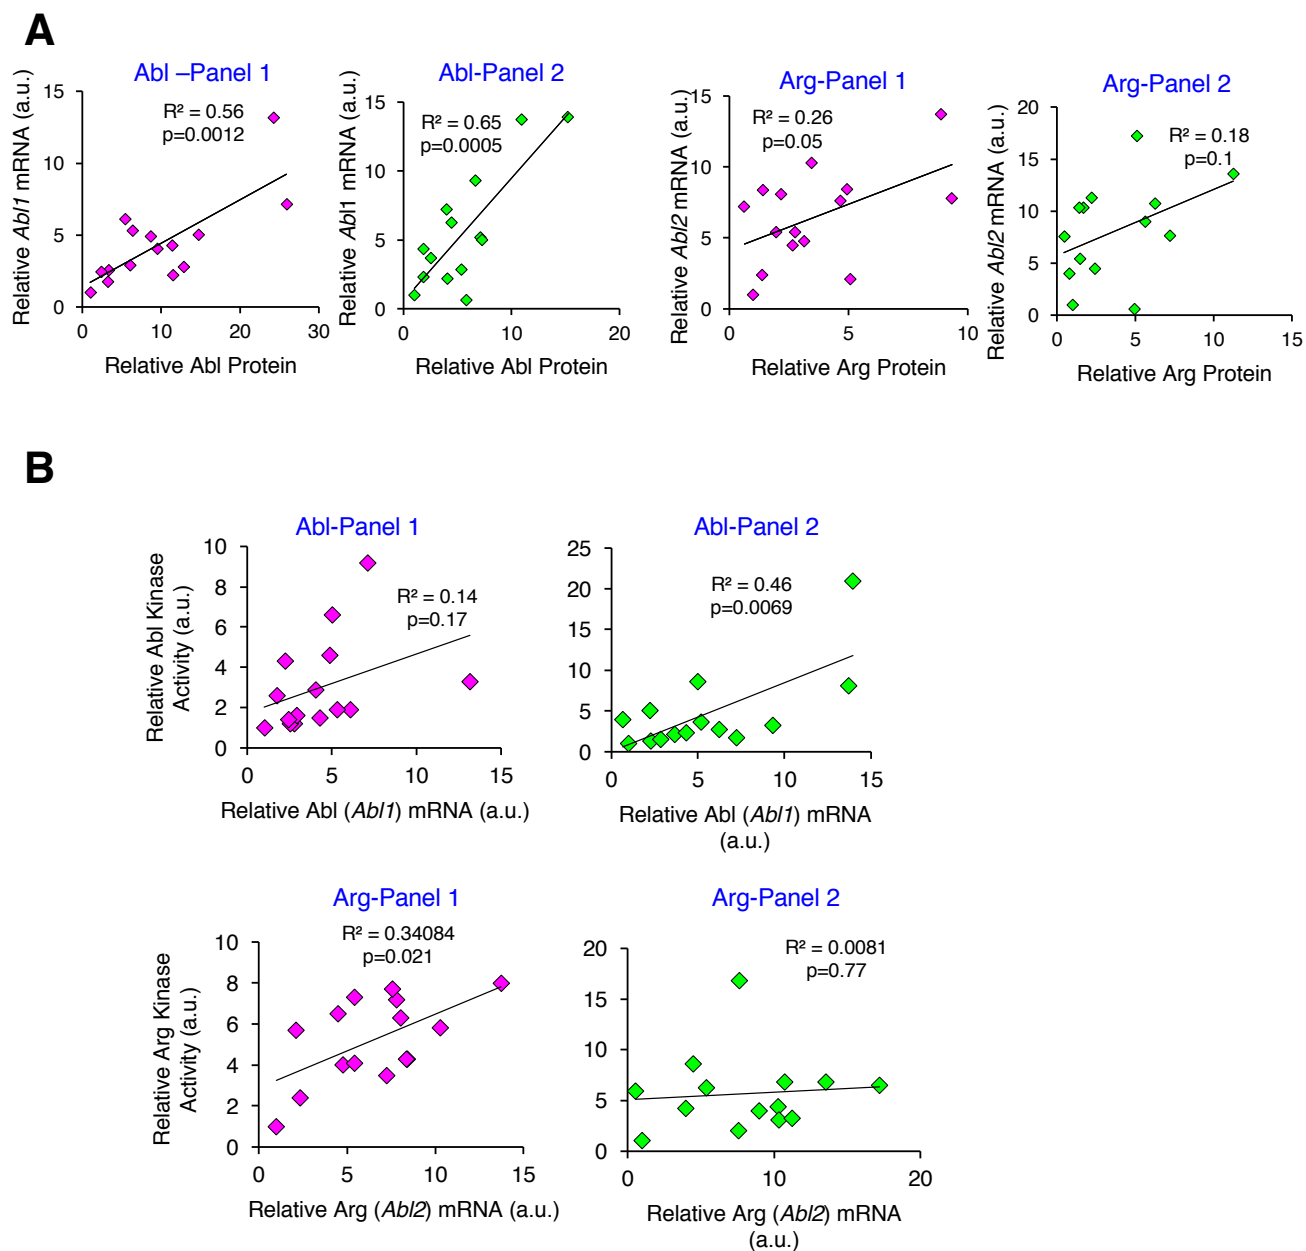 A
Abl –Panel 1
R² = 0.56
p=0.0012
Relative Abl1 mRNA (a.u.)
15
10
5
0
0 10 20 30
Relative Abl Protein
Abl-Panel 2
R² = 0.65
p=0.0005
Relative Abl1 mRNA (a.u.)
15
10
5
0
0 10 20
Relative Abl Protein
Arg-Panel 1
R² = 0.26
p=0.05
Relative Abl2 mRNA (a.u.)
15
10
5
0
0 5 10
Relative Arg Protein
Arg-Panel 2
R² = 0.18
p=0.1
Relative Abl2 mRNA (a.u.)
20
15
10
5
0
0 5 10 15
Relative Arg Protein
B
Abl-Panel 1
R² = 0.14
p=0.17
Relative Abl Kinase
Activity (a.u.)
10
8
6
4
2
0
0 5 10 15
Relative Abl (Abl1) mRNA (a.u.)
Abl-Panel 2
R² = 0.46
p=0.0069
25
20
15
10
5
0
0 5 10 15
Relative Abl (Abl1) mRNA
(a.u.)
Arg-Panel 1
R² = 0.34084
p=0.021
Relative Arg Kinase
Activity (a.u.)
10
8
6
4
2
0
0 5 10 15
Relative Arg (Abl2) mRNA (a.u.)
Arg-Panel 2
R² = 0.0081
p=0.77
20
15
10
5
0
0 10 20
Relative Arg (Abl2) mRNA
(a.u.)